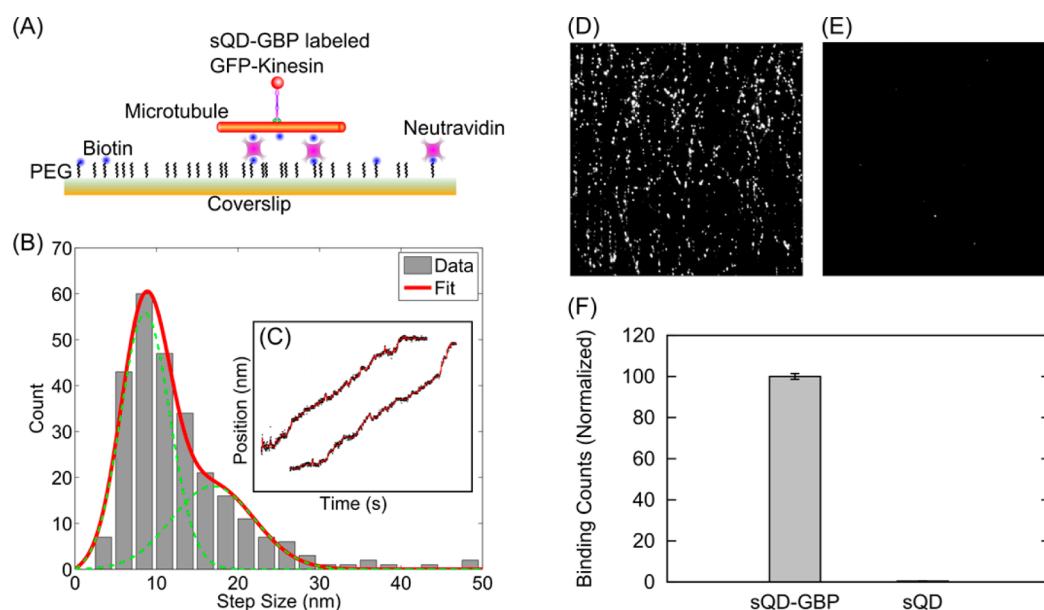 (A)
sQD-GBP labeled
GFP-Kinesin
Microtubule
Neutravidin
Biotin
PEG
Coverslip
(B)
70
60
50
40
30
20
10
0
Count
0 10 20 30 40 50
Step Size (nm)
Data
Fit
(C)
Position (nm)
Time (s)
(D)
(E)
(F)
120
100
80
60
40
20
0
Binding Counts (Normalized)
sQD-GBP sQD